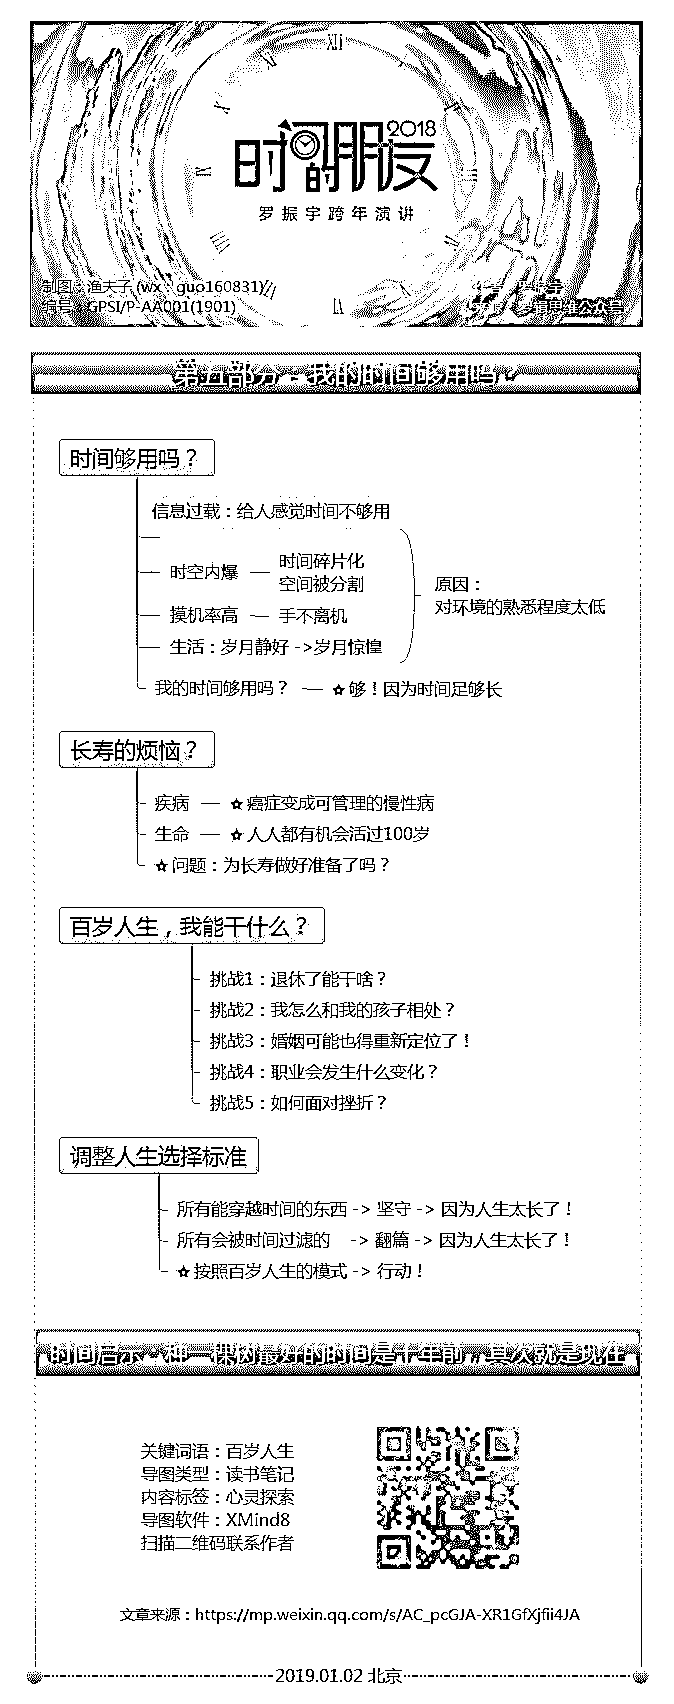 XII
XI
X
IX
VIII
VII
VI
2018
时间的朋友
罗振宇跨年演讲
制图：渔夫子 (wx：guo160831)
编号：GPSI/P-AA001(1901)
第五部分：我的时间够用吗？
时间够用吗？
信息过载：给人感觉时间不够用
时空内爆
时间碎片化
空间被分割
摸机率高
手不离机
生活：岁月静好 ->岁月惊惶
原因：
对环境的熟悉程度太低
我的时间够用吗？
☆ 够！因为时间足够长
长寿的烦恼？
疾病 — ☆ 癌症变成可管理的慢性病
生命 — ☆ 人人都有机会活过100岁
☆ 问题：为长寿做好准备了吗？
百岁人生，我能干什么？
挑战1：退休了能干啥？
挑战2：我怎么和我的孩子相处？
挑战3：婚姻可能也得重新定位了！
挑战4：职业会发生什么变化？
挑战5：如何面对挫折？
调整人生选择标准
所有能穿越时间的东西 -> 坚守 -> 因为人生太长了！
所有会被时间过滤的 -> 翻篇 -> 因为人生太长了！
☆ 按照百岁人生的模式 -> 行动！
时间启示：种一棵树最好的时间是十年前，其次就是现在
关键词语：百岁人生
导图类型：读书笔记
内容标签：心灵探索
导图软件：XMind8
扫描二维码联系作者
文章来源：https://mp.weixin.qq.com/s/AC_pcGJA-XR1GfXjfii4JA
2019.01.02 北京